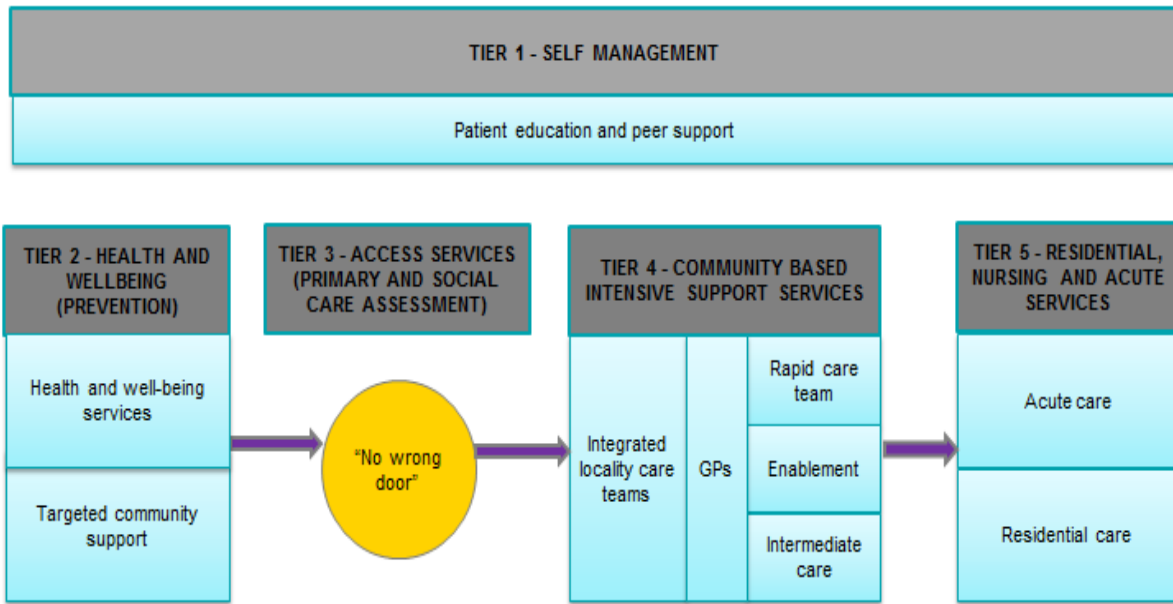 TIER 1 - SELF MANAGEMENT
Patient education and peer support
TIER 2 - HEALTH AND
WELLBEING
(PREVENTION)
Health and well-being
services
Targeted community
support
TIER 3 - ACCESS SERVICES
(PRIMARY AND SOCIAL
CARE ASSESSMENT)
“No wrong
door”
TIER 4 - COMMUNITY BASED
INTENSIVE SUPPORT SERVICES
Integrated
locality care
teams
GPs
Rapid care
team
Enablement
Intermediate
care
TIER 5 - RESIDENTIAL,
NURSING AND ACUTE
SERVICES
Acute care
Residential care